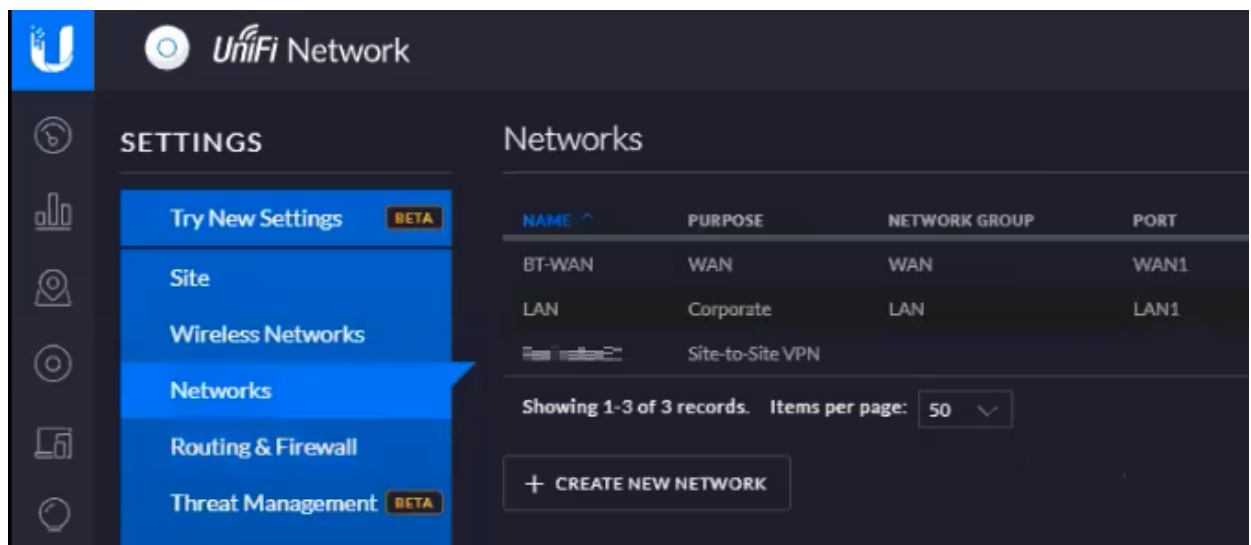 UniFi Network
SETTINGS
Try New Settings BETA
Site
Wireless Networks
Networks
Routing & Firewall
Threat Management BETA
Networks
NAME PURPOSE NETWORK GROUP PORT
BT-WAN WAN WAN WAN1
LAN Corporate LAN LAN1
Site-to-Site VPN
Showing 1-3 of 3 records. Items per page: 50
+ CREATE NEW NETWORK